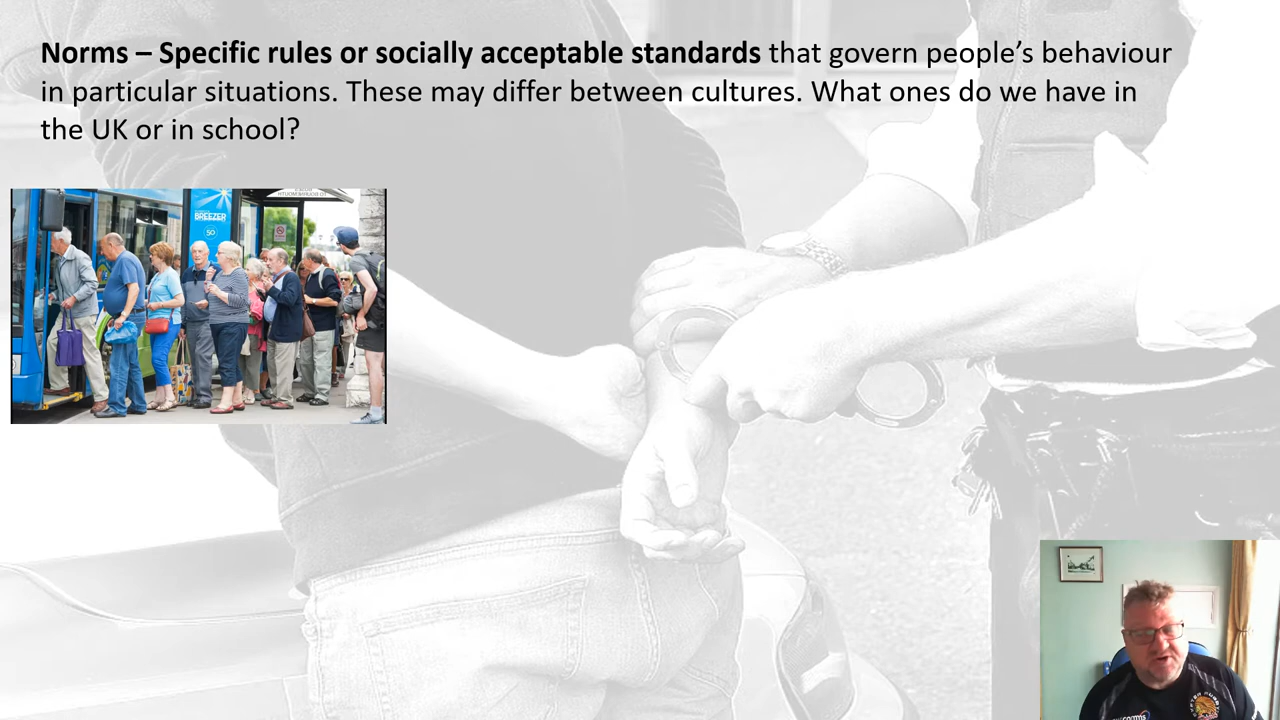 Norms – Specific rules or socially acceptable standards that govern people’s behaviour
in particular situations. These may differ between cultures. What ones do we have in
the UK or in school?
BREEZER
50